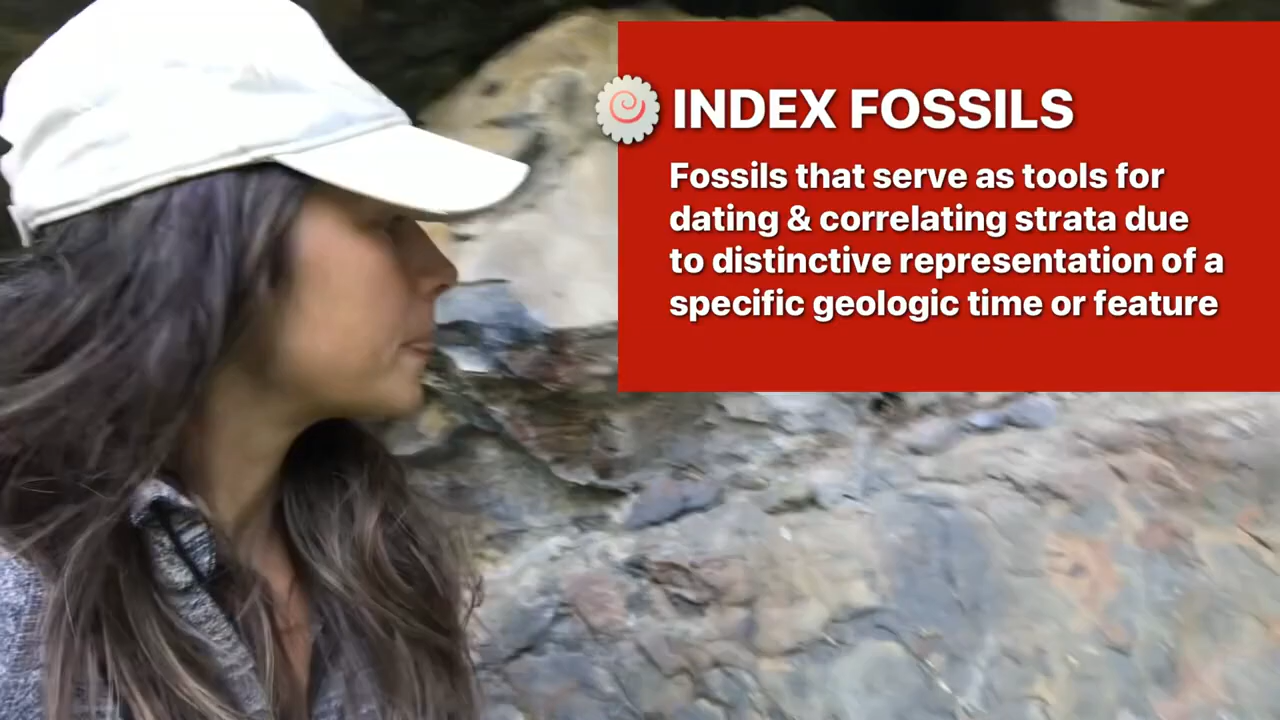 INDEX FOSSILS
Fossils that serve as tools for
dating & correlating strata due
to distinctive representation of a
specific geologic time or feature